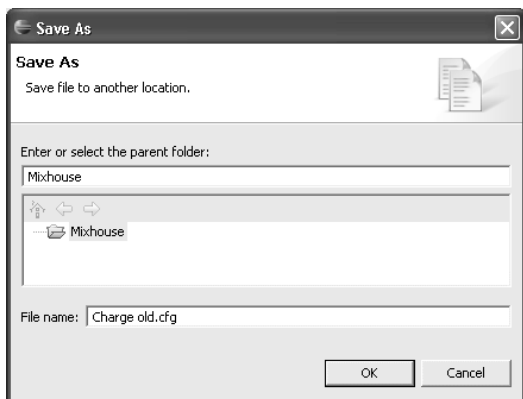 Save As
Save As
Save file to another location.
Enter or select the parent folder:
Mixhouse
Mixhouse
File name: Charge old.cfg
OK Cancel